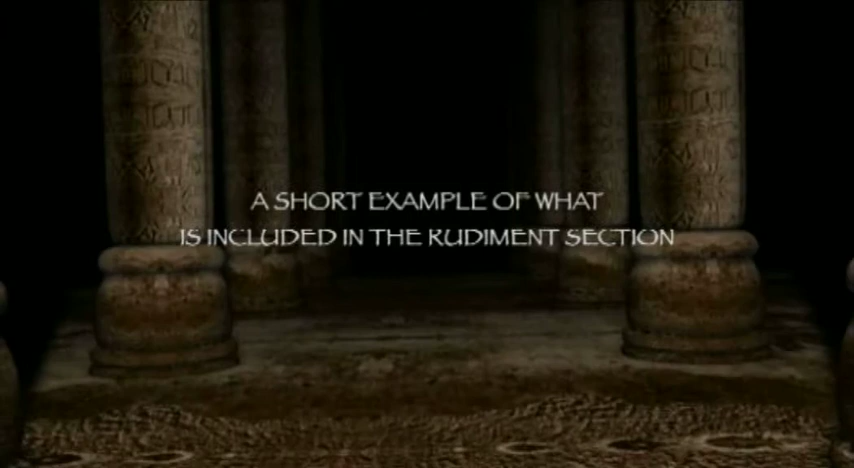 A SHORT EXAMPLE OF WHAT
IS INCLUDED IN THE RUDIMENT SECTION